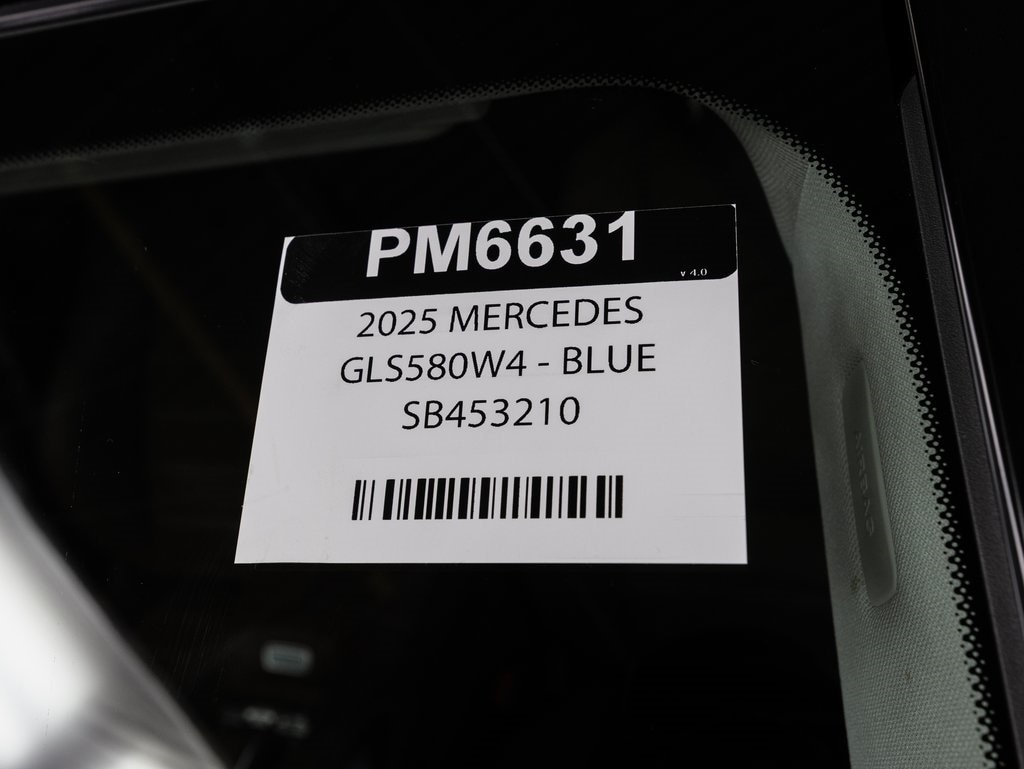 PM6631
v 4.0
2025 MERCEDES
GLS580W4 - BLUE
SB453210